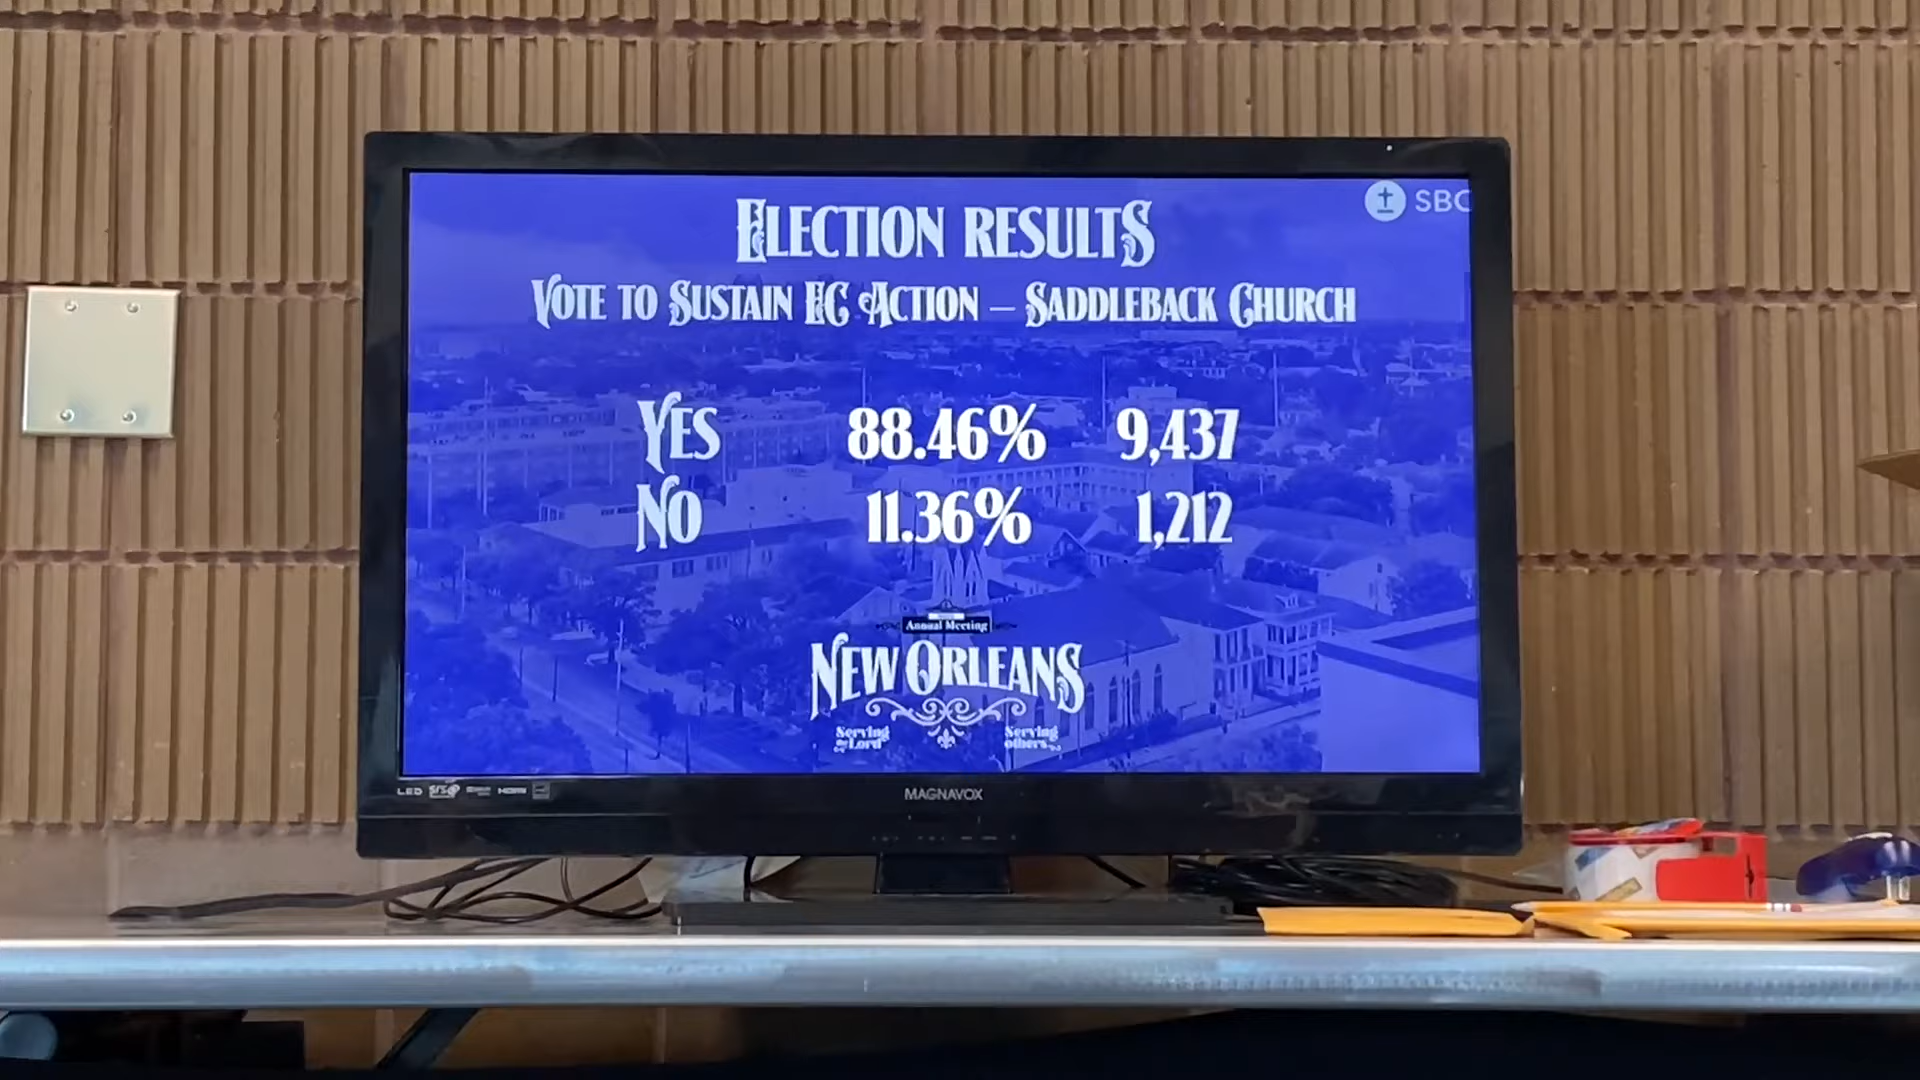 SBC
ELECTION RESULTS
VOTE TO SUSTAIN EC ACTION – SADDLEBACK CHURCH
YES 88.46% 9,437
NO 11.36% 1,212
Annual Meeting
NEW ORLEANS
Serving the Lord
Serving others
LED SRS HDMI
MAGNAVOX